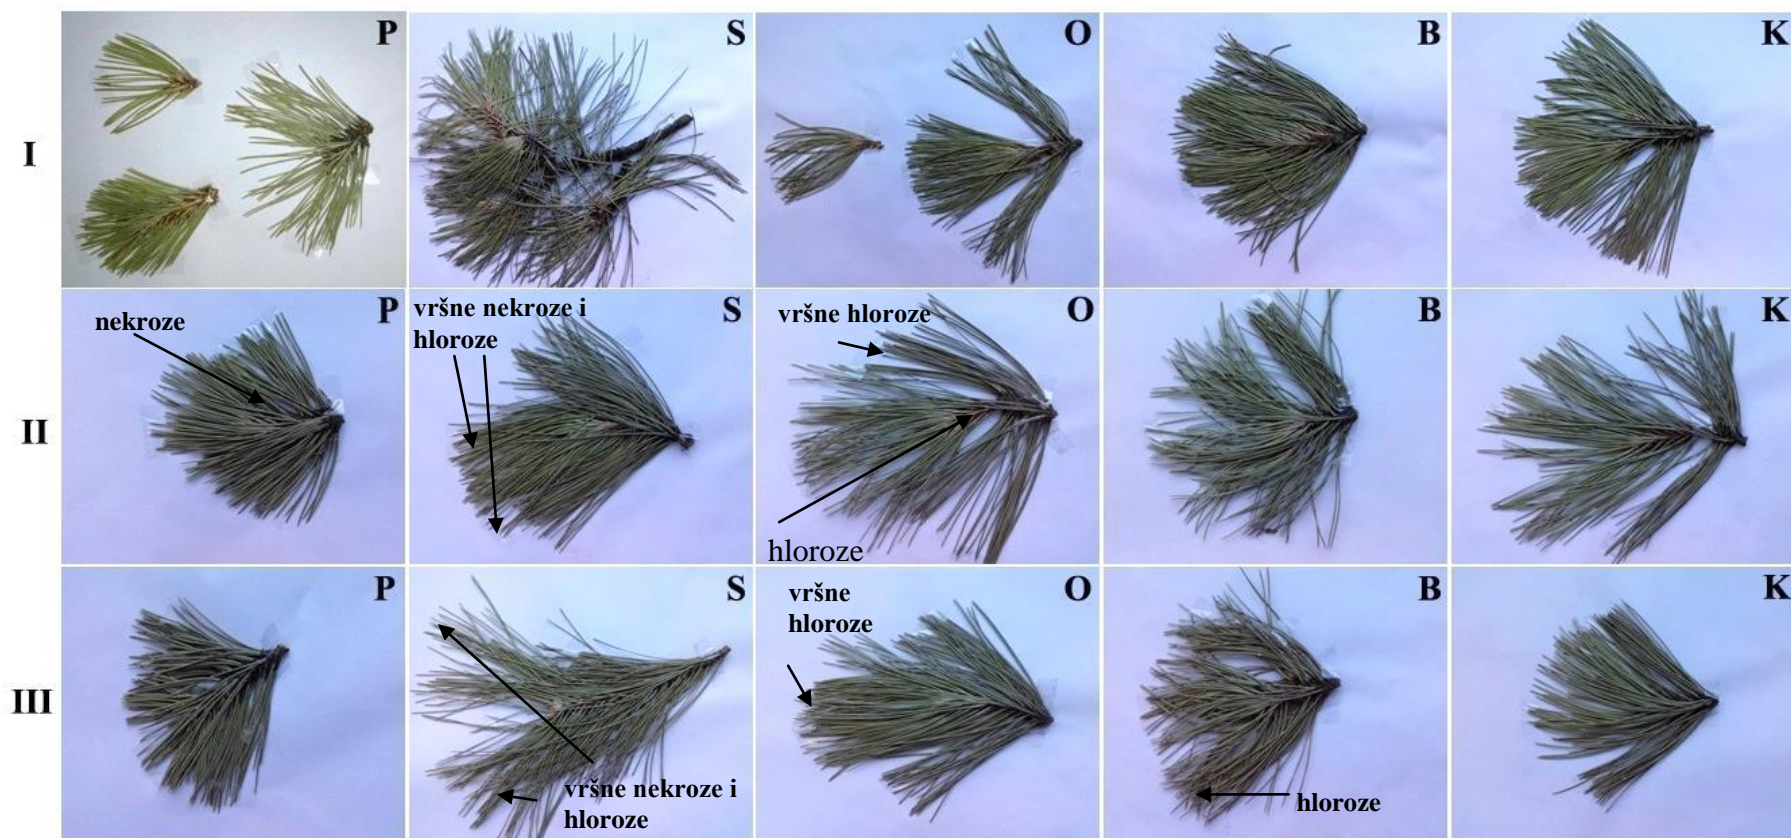 P
S
O
B
K
I
nekroze
P
vršne nekroze i
hloroze
S
vršne hloroze
hloroze
O
B
K
II
P
S
vršne nekroze i
hloroze
vršne
hloroze
O
B
hloroze
K
III